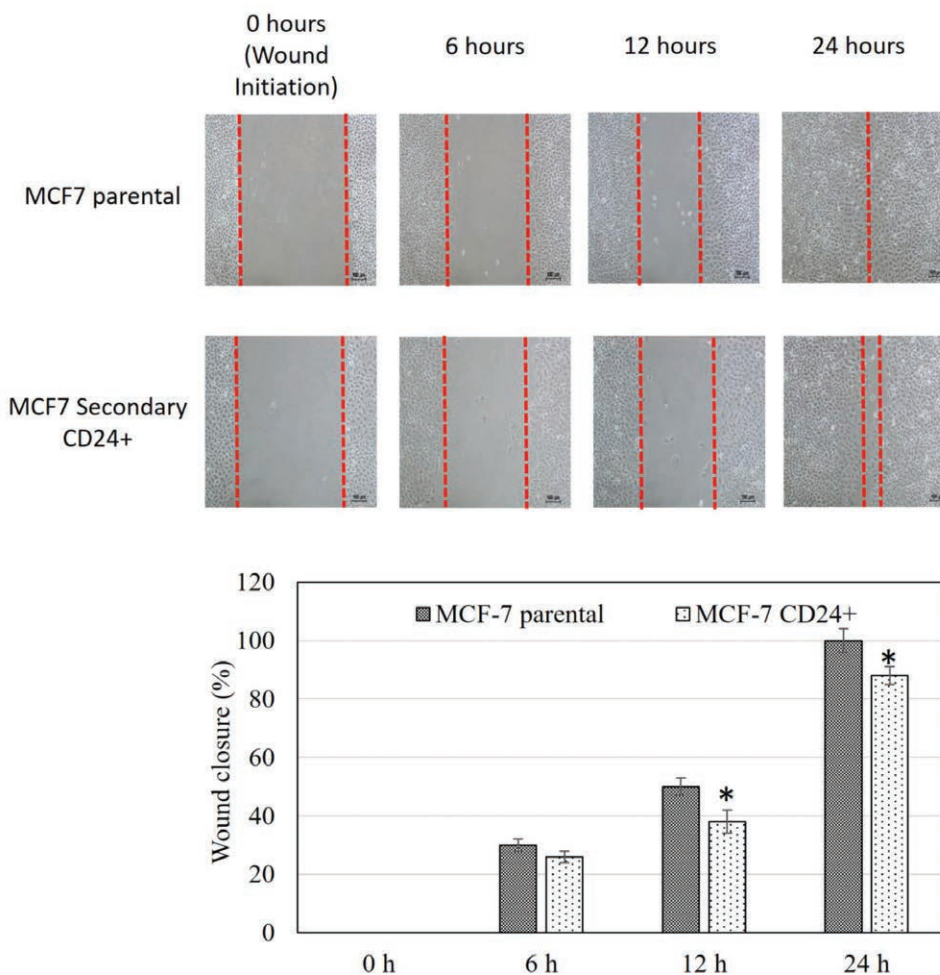 0 hours
(Wound
Initiation)
6 hours
12 hours
24 hours
MCF7 parental
MCF7 Secondary
CD24+
120
100
80
60
40
20
0
Wound closure (%)
MCF-7 parental
MCF-7 CD24+
*
*
0 h
6 h
12 h
24 h